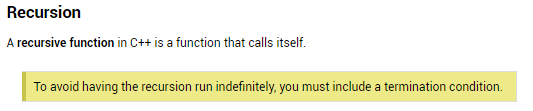 Recursion
A recursive function in C++ is a function that calls itself.
To avoid having the recursion run indefinitely, you must include a termination condition.